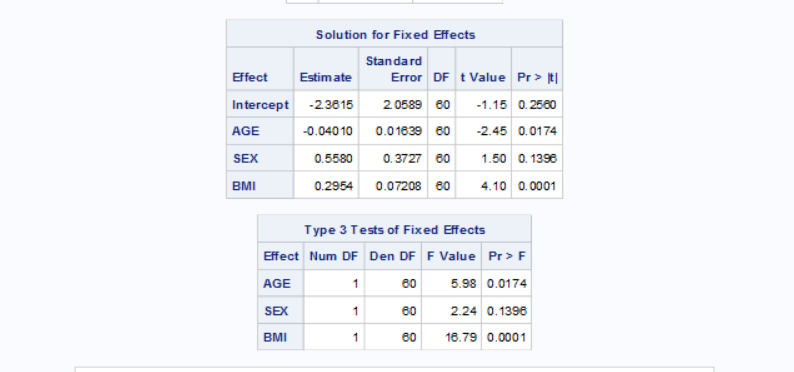 Solution for Fixed Effects
Effect Estimate Standard Error DF t Value Pr > |t|
Intercept -2.3615 2.0589 60 -1.15 0.2560
AGE -0.04010 0.01639 60 -2.45 0.0174
SEX 0.5580 0.3727 60 1.50 0.1396
BMI 0.2954 0.07208 60 4.10 0.0001
Type 3 Tests of Fixed Effects
Effect Num DF Den DF F Value Pr > F
AGE 1 60 5.98 0.0174
SEX 1 60 2.24 0.1396
BMI 1 60 16.79 0.0001